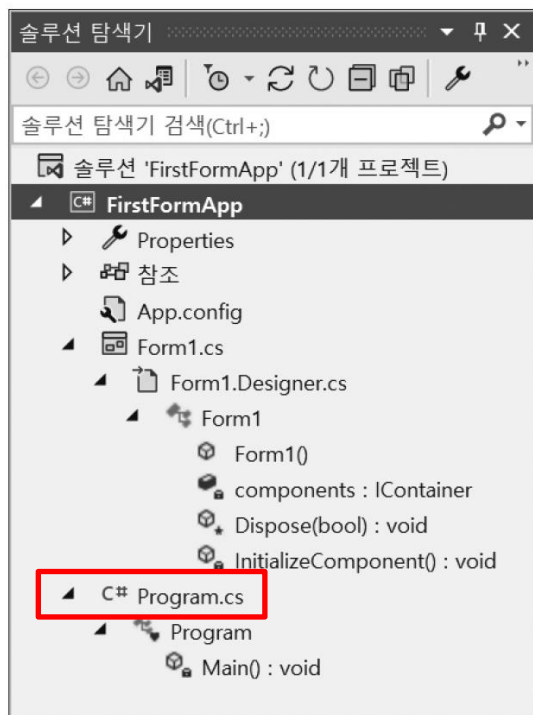 솔루션 탐색기
솔루션 탐색기 검색(Ctrl+;)
솔루션 'FirstFormApp' (1/1개 프로젝트)
C# FirstFormApp
Properties
참조
App.config
Form1.cs
Form1.Designer.cs
Form1
Form1()
components : IContainer
Dispose(bool) : void
InitializeComponent() : void
C# Program.cs
Program
Main() : void